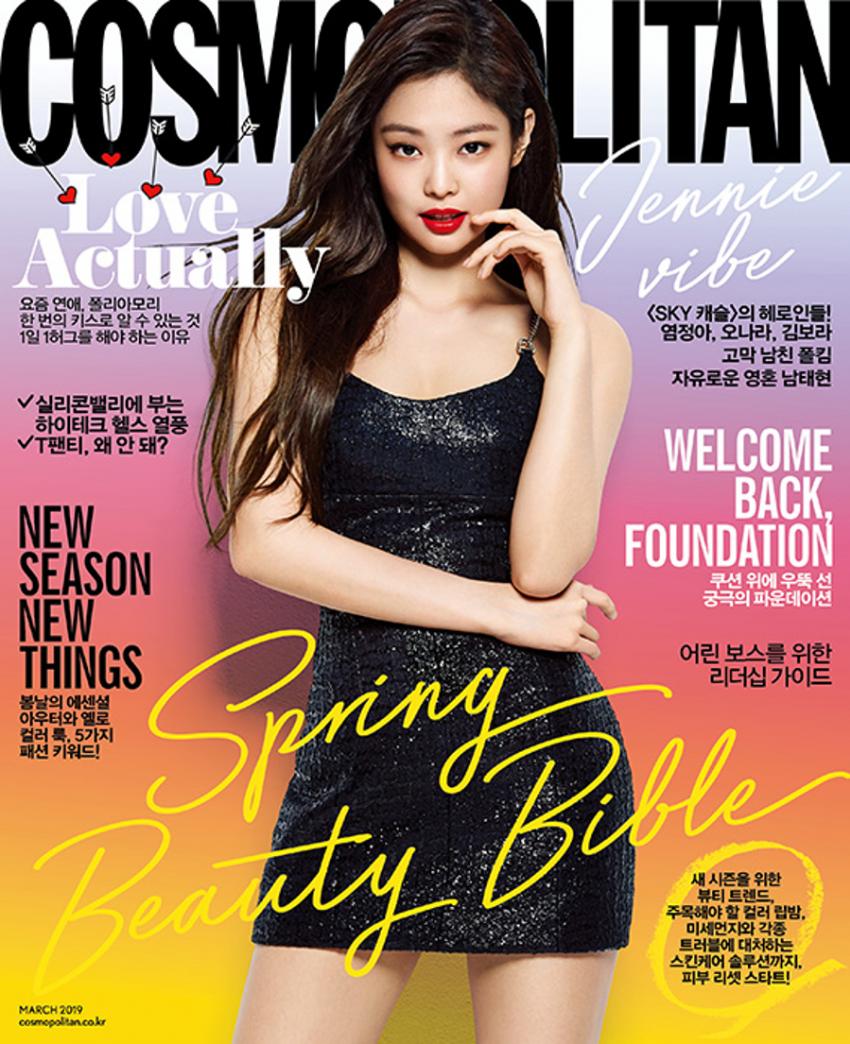 COSMOPOLITAN
Love
Actually
요즘 연애, 폴리아모리
한 번의 키스로 알 수 있는 것
1일 1허그를 해야 하는 이유
✓실리콘밸리에 부는
하이테크 헬스 열풍
✓T팬티, 왜 안 돼?
NEW
SEASON
NEW
THINGS
봄날의 에센셜
아우터와 옐로
컬러 룩, 5가지
패션 키워드!
Jennie
vibe
〈SKY 캐슬〉의 헤로인들!
염정아, 오나라, 김보라
고막 남친 폴킴
자유로운 영혼 남태현
WELCOME
BACK,
FOUNDATION
쿠션 위에 우뚝 선
궁극의 파운데이션
어린 보스를 위한
리더십 가이드
Spring
Beauty Bible
새 시즌을 위한
뷰티 트렌드,
주목해야 할 컬러 립밤,
미세먼지와 각종
트러블에 대처하는
스킨케어 솔루션까지,
피부 리셋 스타트!
MARCH 2019
cosmopolitan.co.kr